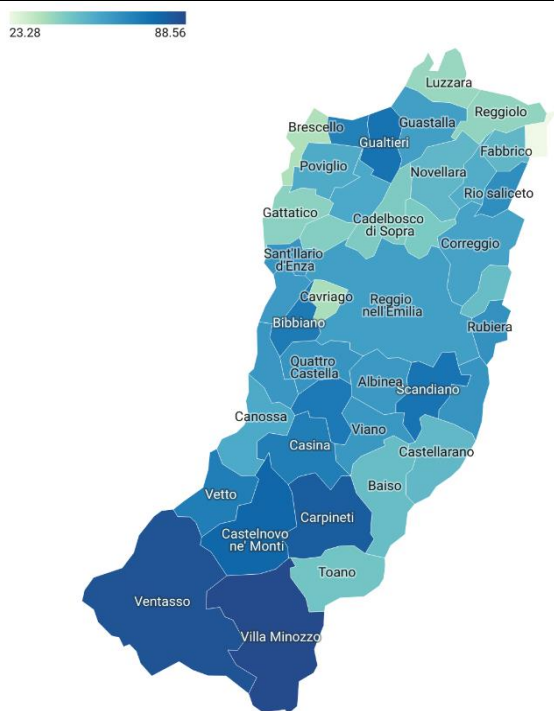 23.28 88.56
Luzzara
Reggiolo
Brescello
Guastalla
Gualtieri
Fabbrico
Poviglio
Novellara
Rio saliceto
Gattatico
Cadelbosco
di Sopra
Correggio
Sant'Ilario
d'Enza
Cavriago
Reggio
nell'Emilia
Bibbiano
Rubiera
Quattro
Castella
Albinea
Scandiano
Canossa
Viano
Casina
Castellarano
Baiso
Vetto
Carpineti
Castelnovo
ne' Monti
Toano
Ventasso
Villa Minozzo